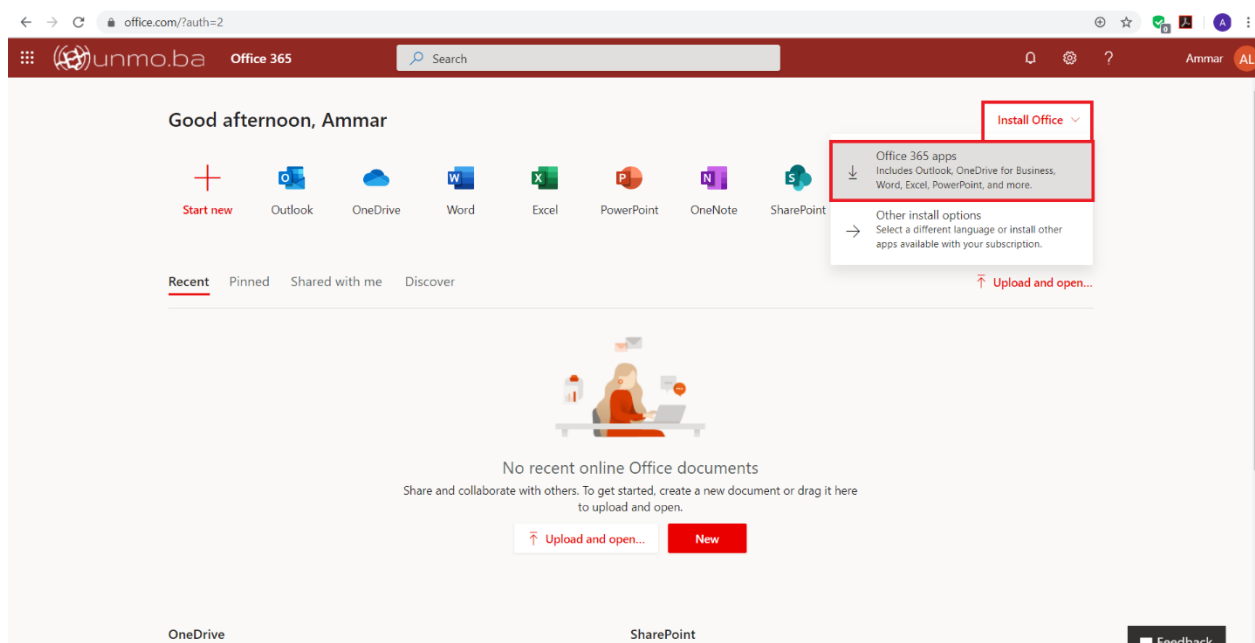 office.com/?auth=2
unmo.ba Office 365 Search ? Ammar AL
Good afternoon, Ammar
Install Office
Office 365 apps
Includes Outlook, OneDrive for Business,
Word, Excel, PowerPoint, and more.
Other install options
Select a different language or install other
apps available with your subscription.
Start new Outlook OneDrive Word Excel PowerPoint OneNote SharePoint
Recent Pinned Shared with me Discover
Upload and open...
No recent online Office documents
Share and collaborate with others. To get started, create a new document or drag it here
to upload and open.
Upload and open... New
OneDrive SharePoint
Feedback